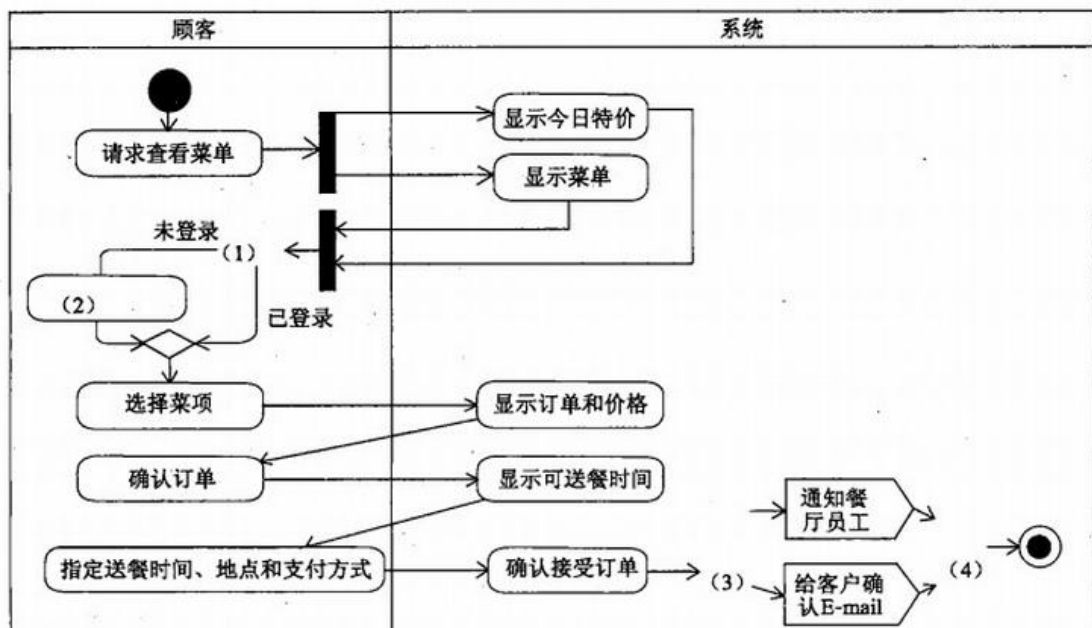 顾客
系统
请求查看菜单
显示今日特价
显示菜单
未登录
(1)
(2)
已登录
选择菜项
显示订单和价格
确认订单
显示可送餐时间
通知餐
厅员工
指定送餐时间、地点和支付方式
确认接受订单
(3)
给客户确
认E-mail
(4)